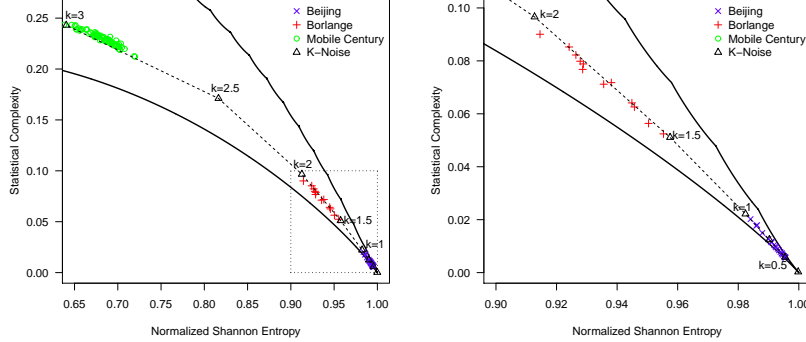 Statistical Complexity
0.25
0.20
0.15
0.10
0.05
0.00
k=3
k=2.5
k=2
k=1.5
k=1
Beijing
Borlange
Mobile Century
K−Noise
0.65
0.70
0.75
0.80
0.85
0.90
0.95
1.00
Normalized Shannon Entropy
Statistical Complexity
0.10
0.08
0.06
0.04
0.02
0.00
k=2
k=1.5
k=1
k=0.5
Beijing
Borlange
Mobile Century
K−Noise
0.90
0.92
0.94
0.96
0.98
1.00
Normalized Shannon Entropy